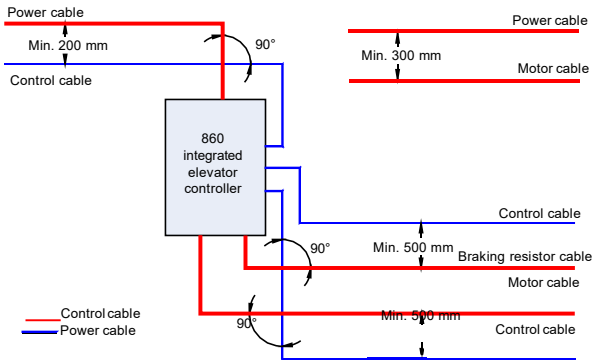 Power cable
Min. 200 mm
90°
Control cable
Power cable
Min. 300 mm
Motor cable
860
integrated
elevator
controller
Control cable
90°
Min. 500 mm
Braking resistor cable
Motor cable
Control cable
Power cable
90°
Min. 500 mm
Control cable